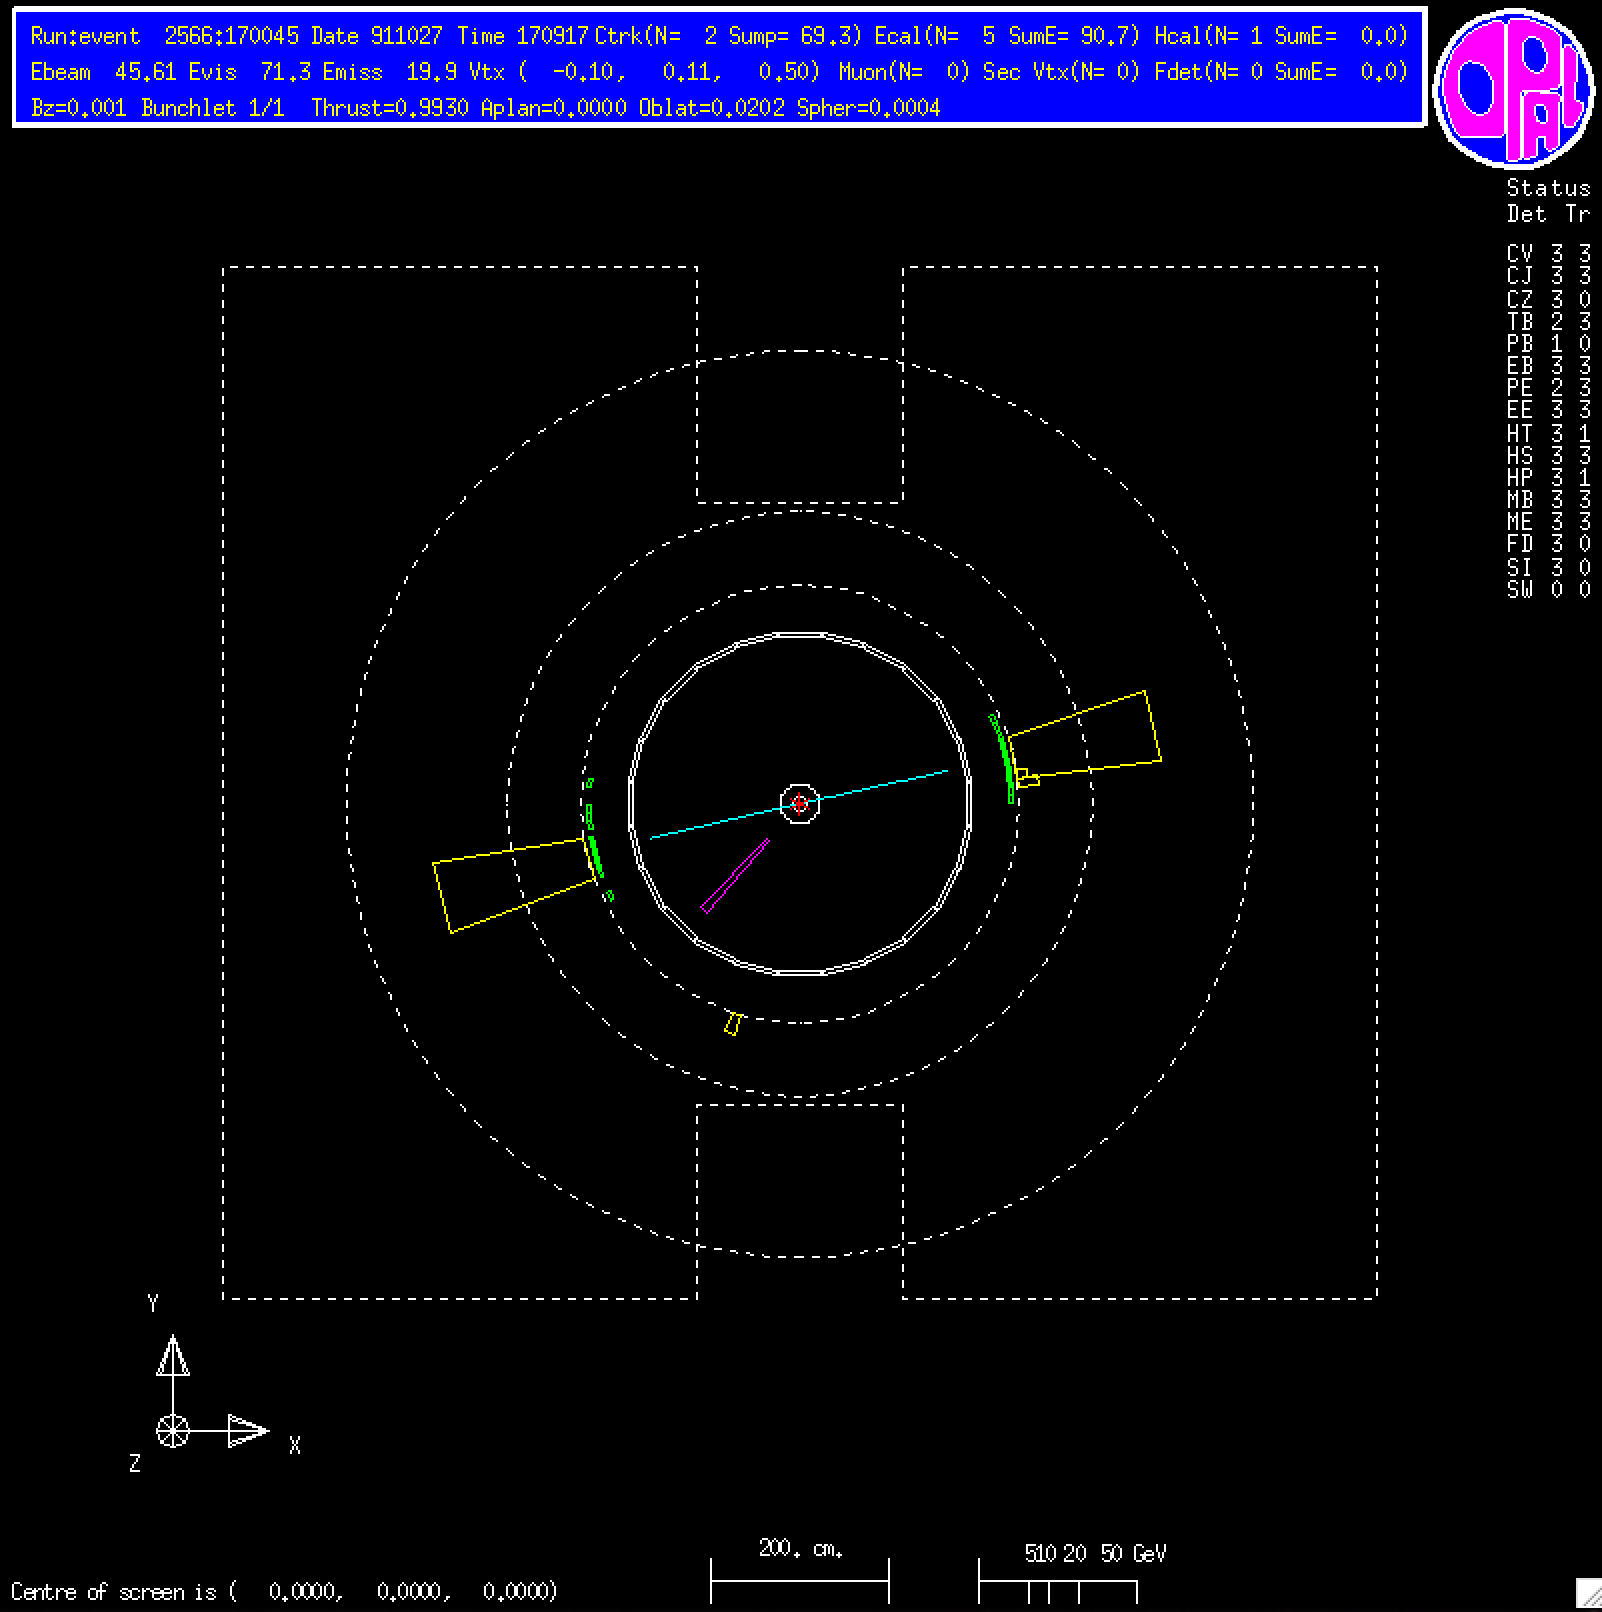 Run:event 2566:170045 Date 911027 Time 170917 Ctrk(N= 2 Sump= 69.3) Ecal(N= 5 SumE= 90.7) Hcal(N= 1 SumE= 0.0)
Ebeam 45.61 Evis 71.3 Emiss 19.9 Vtx ( -0.10, 0.11, 0.50) Muon(N= 0) Sec Vtx(N= 0) Fdet(N= 0 SumE= 0.0)
Bz=0.001 Bunchlet 1/1 Thrust=0.9930 Aplan=0.0000 Oblat=0.0202 Spher=0.0004
OPAL
Status
Det Tr
CV 3 3
CJ 3 3
CZ 3 0
TB 2 3
PB 1 0
EB 3 3
PE 2 3
EE 3 3
HT 3 1
HS 3 3
HP 3 1
MB 3 3
ME 3 3
FD 3 0
SI 3 0
SW 0 0
Y
X
Z
200. cm.
5 10 20 50 GeV
Centre of screen is ( 0.0000, 0.0000, 0.0000)